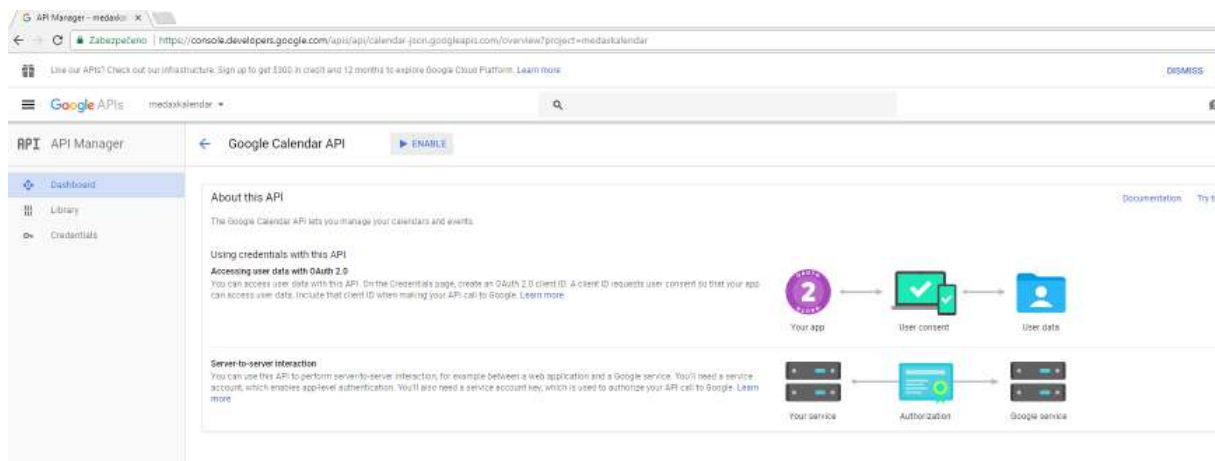 API Manager – medaxka
Zabezpečeno | https://console.developers.google.com/apis/api/calendar-json.googleapis.com/overview?project=medaxkalendar
Like our APIs? Check out our infrastructure. Sign up to get $300 in credit and 12 months to explore Google Cloud Platform. Learn more
DISMISS
Google APIs medaxkalendar
API API Manager
Google Calendar API
ENABLE
Dashboard
Library
Credentials
About this API
Documentation Try t
The Google Calendar API lets you manage your calendars and events.
Using credentials with this API
Accessing user data with OAuth 2.0
You can access user data with this API. On the Credentials page, create an OAuth 2.0 client ID. A client ID requests user consent so that your app
can access user data. Include that client ID when making your API call to Google. Learn more
OAUTH
2
Your app
User consent
User data
Server-to-server interaction
You can use this API to perform server-to-server interaction, for example between a web application and a Google service. You'll need a service
account, which enables app-level authentication. You'll also need a service account key, which is used to authorize your API call to Google. Learn
more
Your service
Authorization
Google service